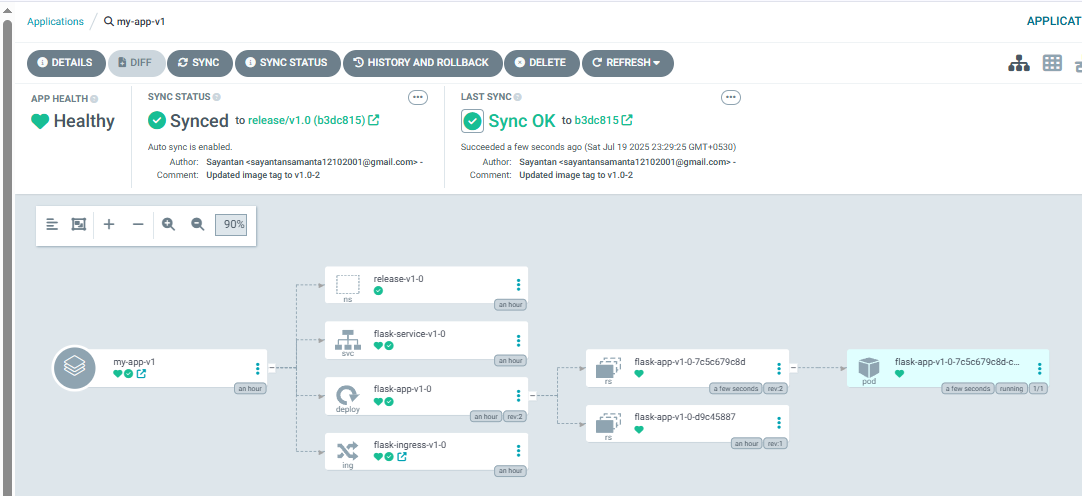 Applications / my-app-v1
APPLICAT
DETAILS DIFF SYNC SYNC STATUS HISTORY AND ROLLBACK DELETE REFRESH
APP HEALTH
Healthy
SYNC STATUS
Synced to release/v1.0 (b3dc815)
Auto sync is enabled.
Author: Sayantan <sayantansamanta12102001@gmail.com> -
Comment: Updated image tag to v1.0-2
LAST SYNC
Sync OK to b3dc815
Succeeded a few seconds ago (Sat Jul 19 2025 23:29:25 GMT+0530)
Author: Sayantan <sayantansamanta12102001@gmail.com> -
Comment: Updated image tag to v1.0-2
90%
my-app-v1
an hour
release-v1-0
ns
an hour
flask-service-v1-0
svc
an hour
flask-app-v1-0
deploy
an hour rev:2
flask-ingress-v1-0
ing
an hour
flask-app-v1-0-7c5c679c8d
rs
a few seconds rev:2
flask-app-v1-0-d9c45887
rs
an hour rev:1
flask-app-v1-0-7c5c679c8d-c...
pod
a few seconds running 1/1